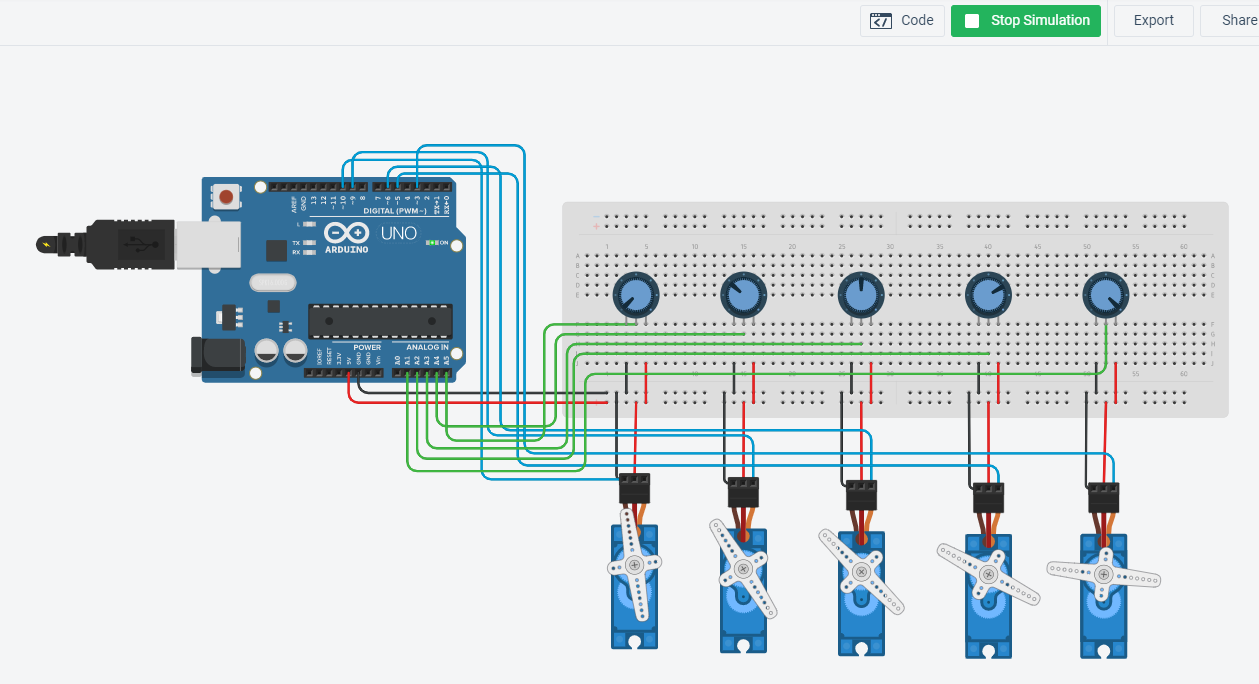 Code
Stop Simulation
Export
Share
AREF
GND
13
12
~11
~10
~9
8
7
~6
~5
4
~3
2
TX→1
RX←0
DIGITAL (PWM~)
L
TX
RX
UNO
ARDUINO
ON
POWER
ANALOG IN
IOREF
RESET
3.3V
5V
GND
GND
Vin
A0
A1
A2
A3
A4
A5
1 5 10 15 20 25 30 35 40 45 50 55 60
A A
B B
C C
D D
E E
F F
G
H
I
J J
1 55 60